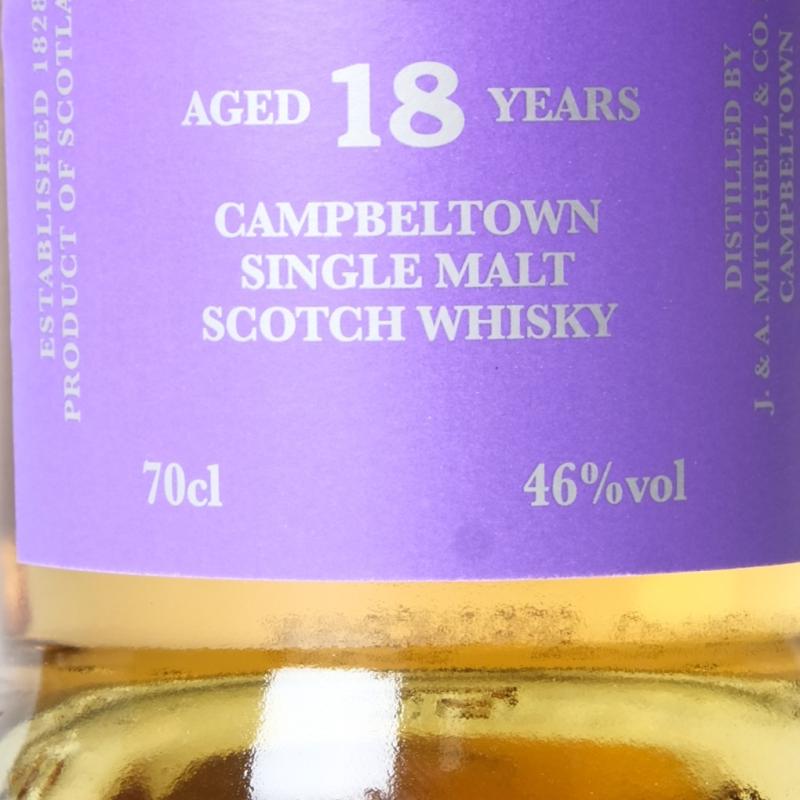 ESTABLISHED 1828
PRODUCT OF
AGED 18 YEARS
CAMPBELTOWN
SINGLE MALT
SCOTCH WHISKY
70cl
46%vol
DISTILLED BY
J. & A. MITCHELL & CO.
CAMPBELTOWN